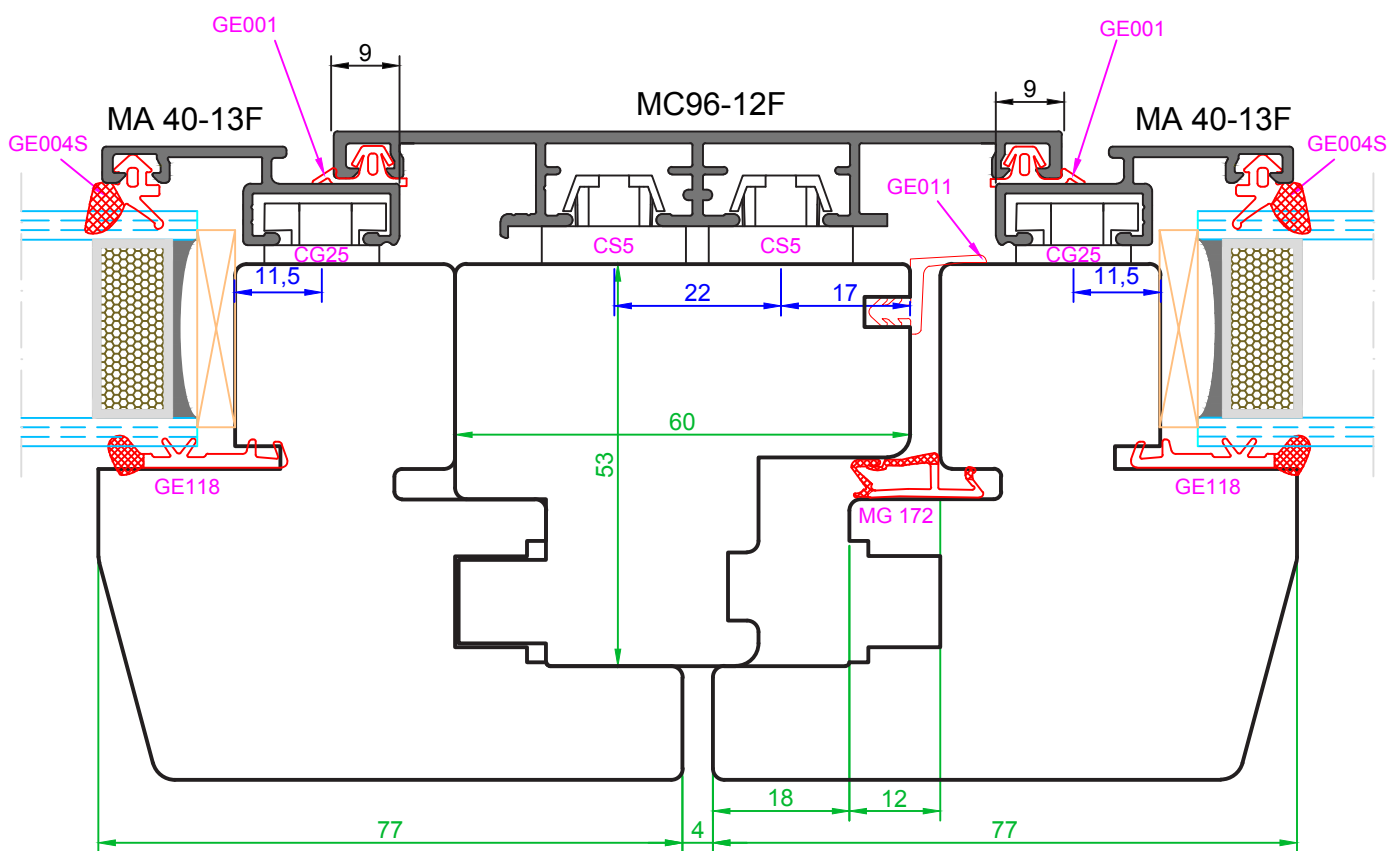 GE001
GE001
9
9
MC96-12F
MA 40-13F
MA 40-13F
GE004S
GE004S
GE011
CS5
CS5
CG25
CG25
11,5
22
17
11,5
60
53
GE118
GE118
MG 172
18
12
77
4
77